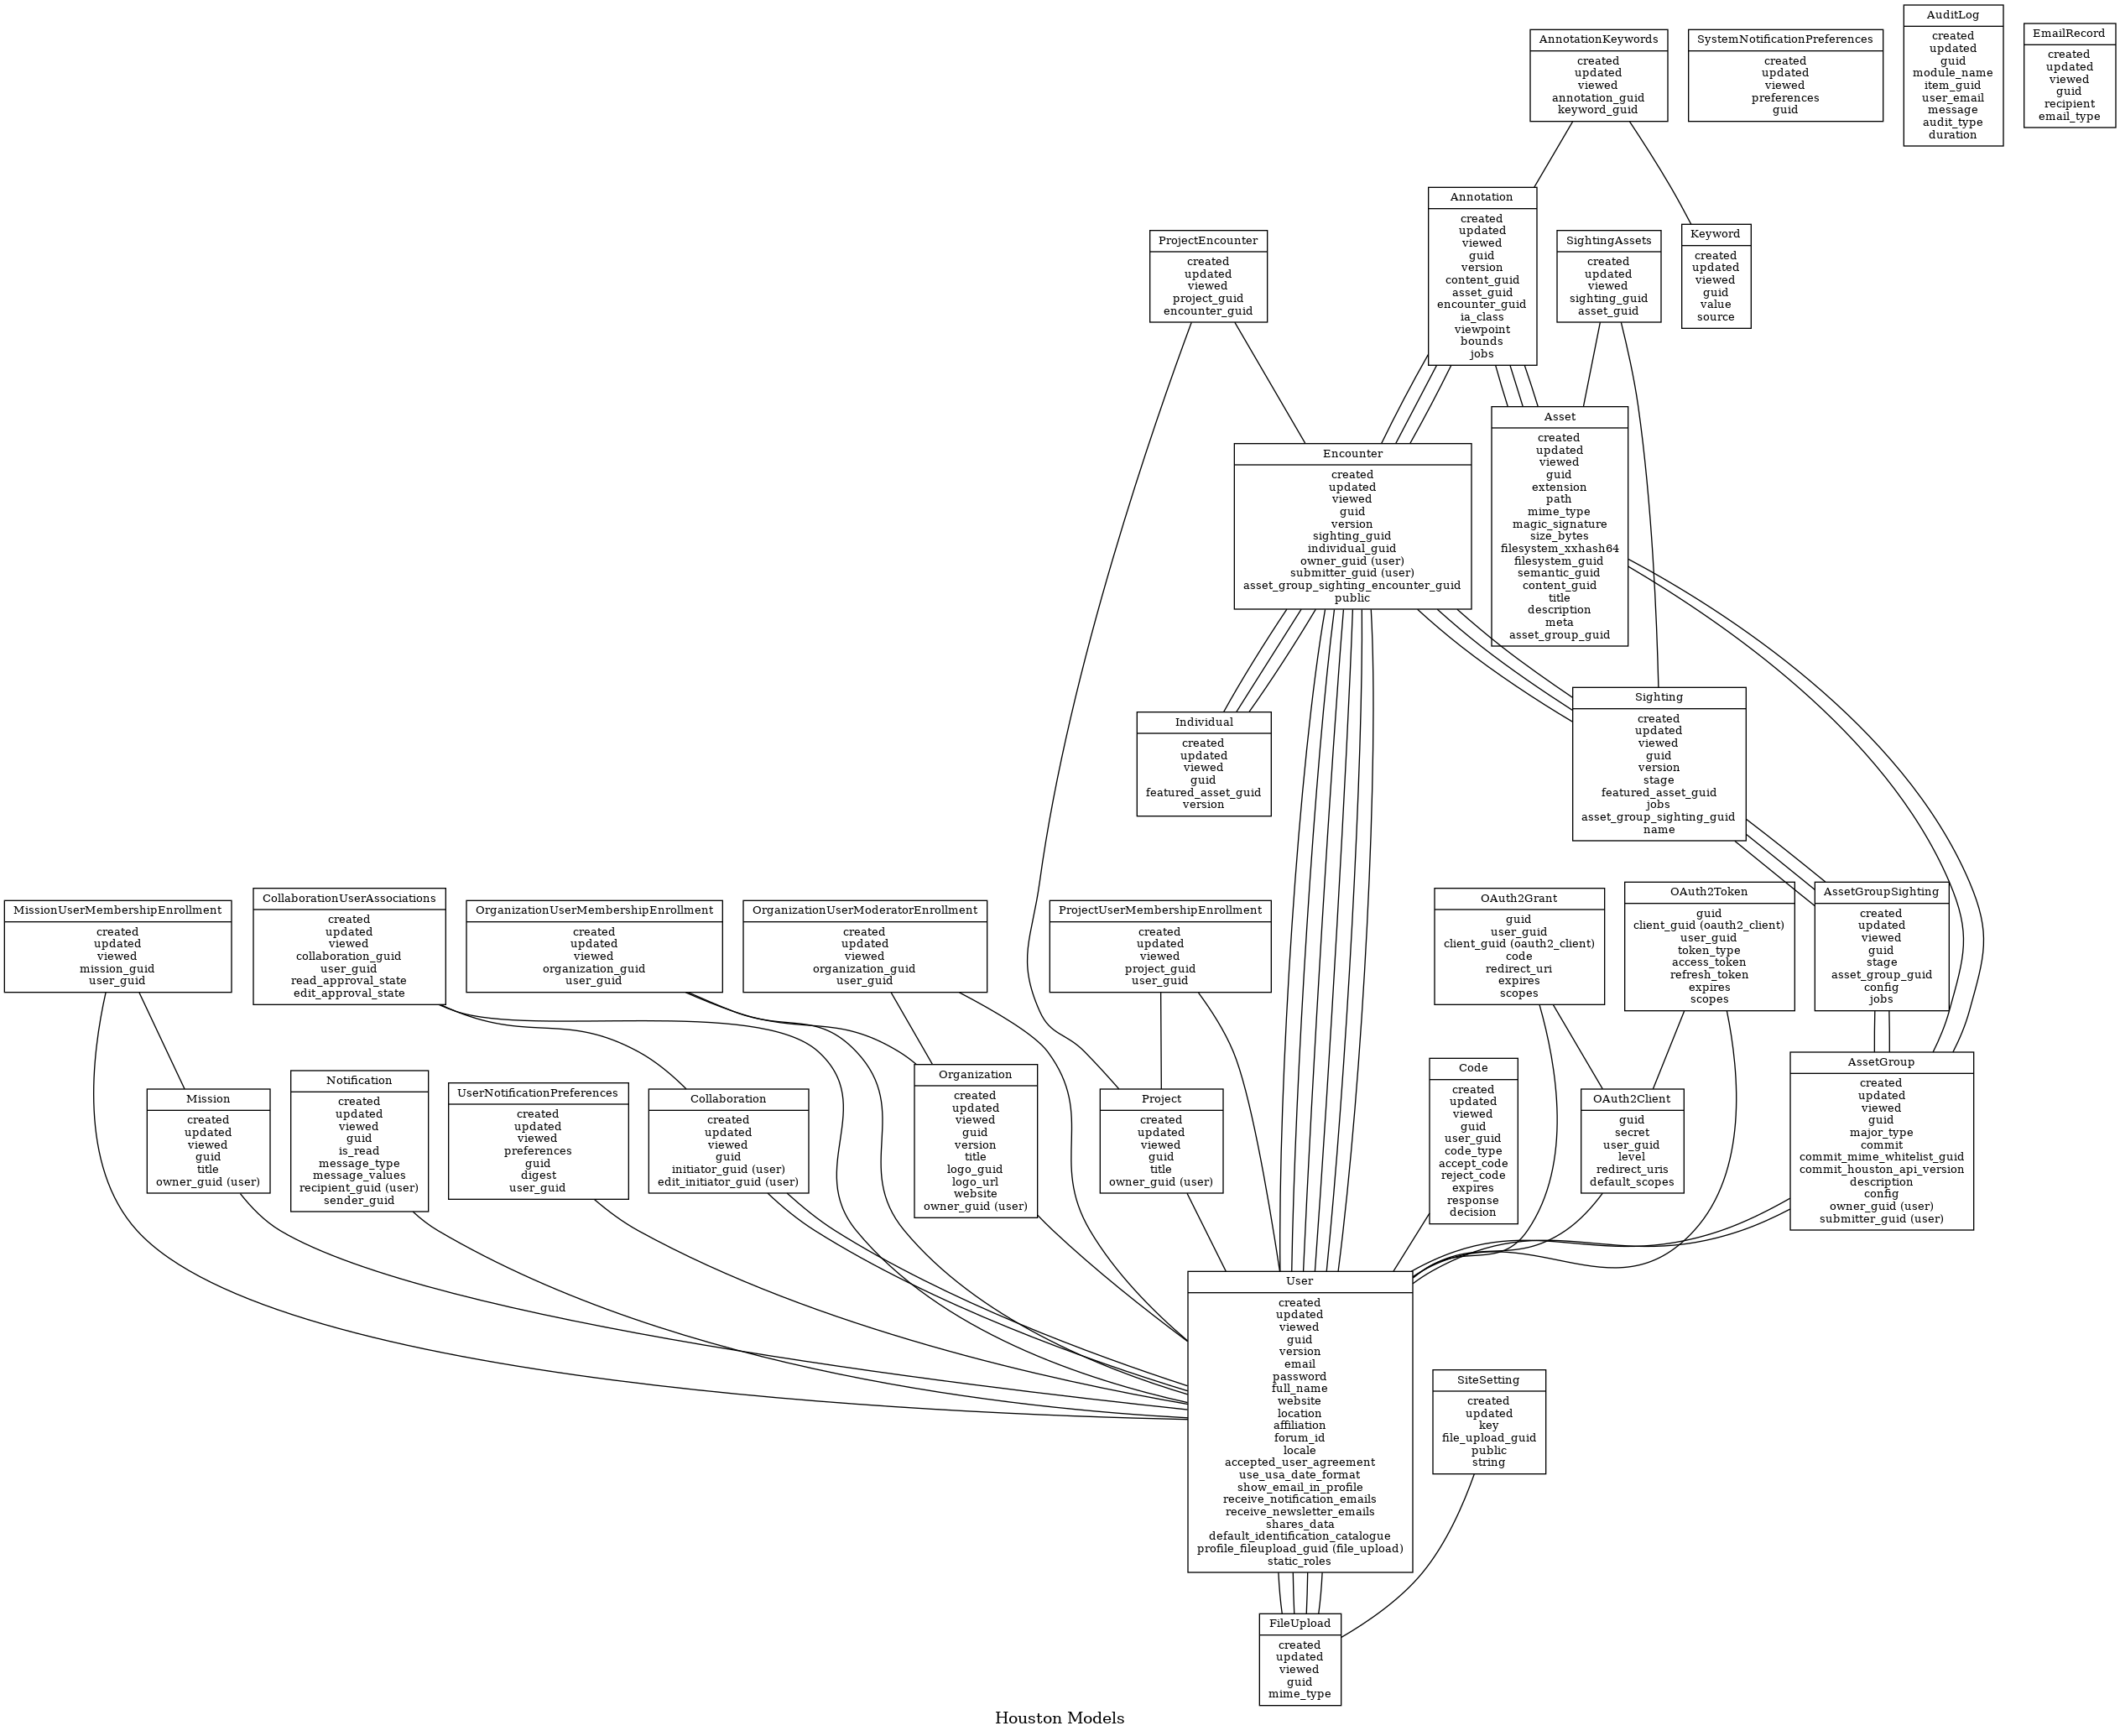 AnnotationKeywords
created
updated
viewed
annotation_guid
keyword_guid
SystemNotificationPreferences
created
updated
viewed
preferences
guid
AuditLog
created
updated
guid
module_name
item_guid
user_email
message
audit_type
duration
EmailRecord
created
updated
viewed
guid
recipient
email_type
ProjectEncounter
created
updated
viewed
project_guid
encounter_guid
Annotation
created
updated
viewed
guid
version
content_guid
asset_guid
encounter_guid
ia_class
viewpoint
bounds
jobs
SightingAssets
created
updated
viewed
sighting_guid
asset_guid
Keyword
created
updated
viewed
guid
value
source
Encounter
created
updated
viewed
guid
version
sighting_guid
individual_guid
owner_guid (user)
submitter_guid (user)
asset_group_sighting_encounter_guid
public
Asset
created
updated
viewed
guid
extension
path
mime_type
magic_signature
size_bytes
filesystem_xxhash64
filesystem_guid
semantic_guid
content_guid
title
description
meta
asset_group_guid
Individual
created
updated
viewed
guid
featured_asset_guid
version
Sighting
created
updated
viewed
guid
version
stage
featured_asset_guid
jobs
asset_group_sighting_guid
name
MissionUserMembershipEnrollment
created
updated
viewed
mission_guid
user_guid
CollaborationUserAssociations
created
updated
viewed
collaboration_guid
user_guid
read_approval_state
edit_approval_state
OrganizationUserMembershipEnrollment
created
updated
viewed
organization_guid
user_guid
OrganizationUserModeratorEnrollment
created
updated
viewed
organization_guid
user_guid
ProjectUserMembershipEnrollment
created
updated
viewed
project_guid
user_guid
OAuth2Grant
guid
user_guid
client_guid (oauth2_client)
code
redirect_uri
expires
scopes
OAuth2Token
guid
client_guid (oauth2_client)
user_guid
token_type
access_token
refresh_token
expires
scopes
AssetGroupSighting
created
updated
viewed
guid
stage
asset_group_guid
config
jobs
Mission
created
updated
viewed
guid
title
owner_guid (user)
Notification
created
updated
viewed
guid
is_read
message_type
message_values
recipient_guid (user)
sender_guid
UserNotificationPreferences
created
updated
viewed
preferences
guid
digest
user_guid
Collaboration
created
updated
viewed
guid
initiator_guid (user)
edit_initiator_guid (user)
Organization
created
updated
viewed
guid
version
title
logo_guid
logo_url
website
owner_guid (user)
Project
created
updated
viewed
guid
title
owner_guid (user)
Code
created
updated
viewed
guid
user_guid
code_type
accept_code
reject_code
expires
response
decision
OAuth2Client
guid
secret
user_guid
level
redirect_uris
default_scopes
AssetGroup
created
updated
viewed
guid
major_type
commit
commit_mime_whitelist_guid
commit_houston_api_version
description
config
owner_guid (user)
submitter_guid (user)
User
created
updated
viewed
guid
version
email
password
full_name
website
location
affiliation
forum_id
locale
accepted_user_agreement
use_usa_date_format
show_email_in_profile
receive_notification_emails
receive_newsletter_emails
shares_data
default_identification_catalogue
profile_fileupload_guid (file_upload)
static_roles
SiteSetting
created
updated
key
file_upload_guid
public
string
FileUpload
created
updated
viewed
guid
mime_type
Houston Models